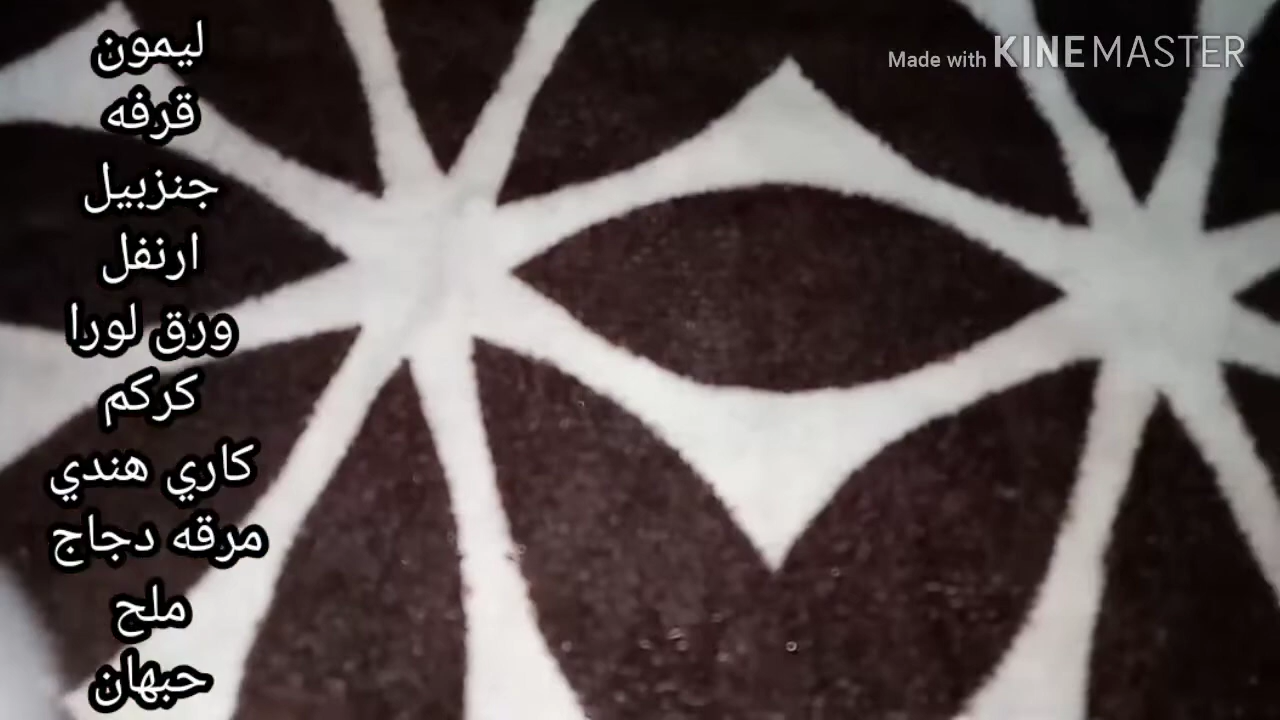 ليمون
قرفه
جنزبيل
ارنفل
ورق لورا
كركم
كاري هندي
مرقه دجاج
ملح
حبهان
Made with KINEMASTER